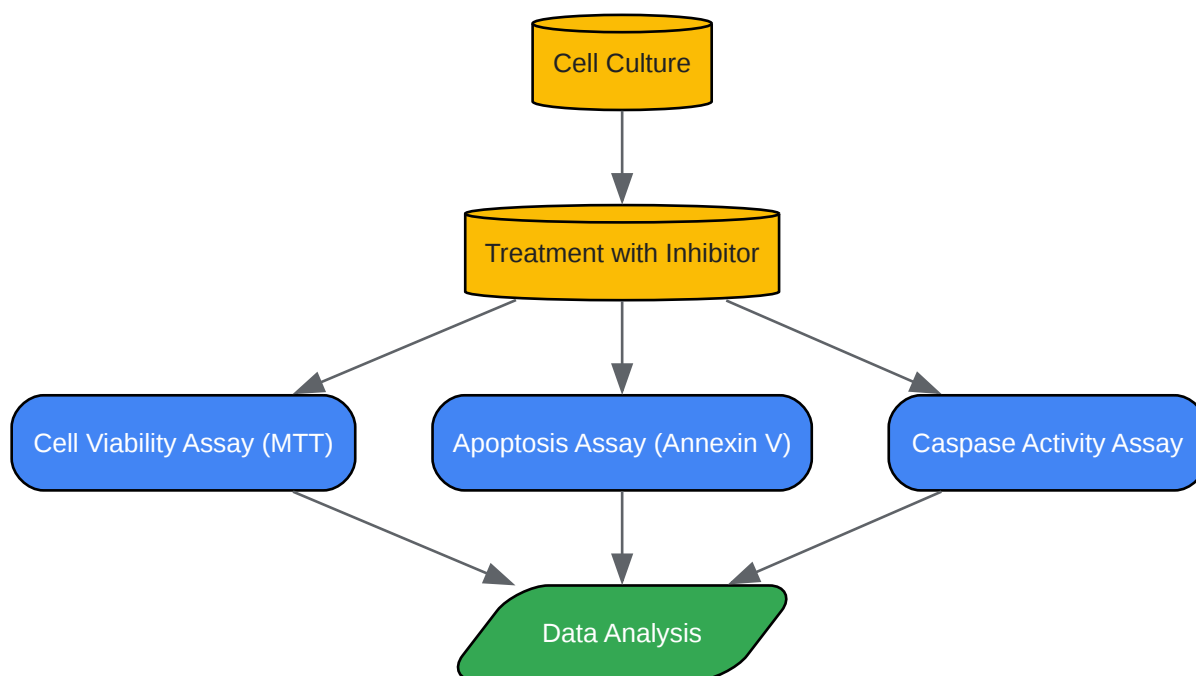 Cell Culture
Treatment with Inhibitor
Cell Viability Assay (MTT)
Apoptosis Assay (Annexin V)
Caspase Activity Assay
Data Analysis